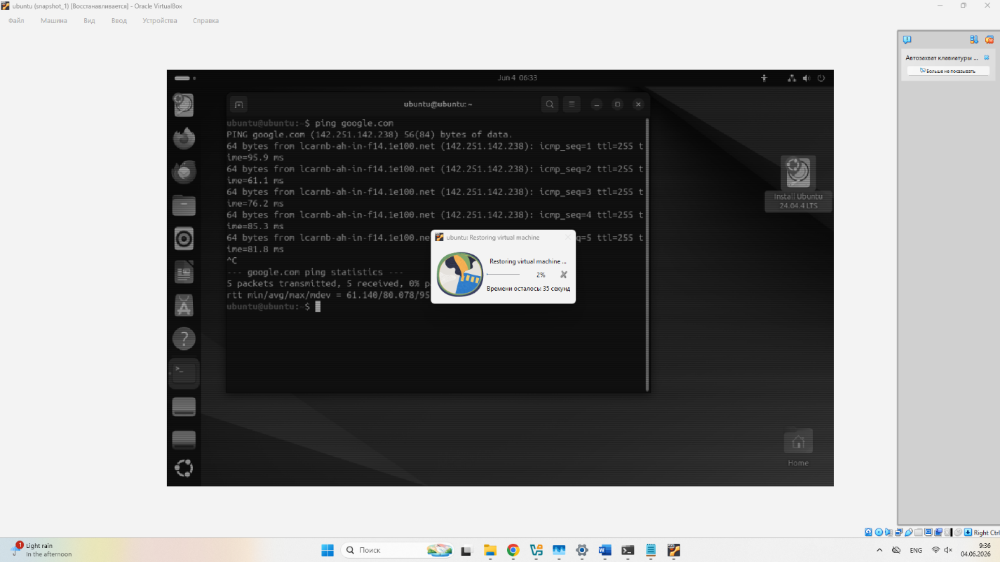 ubuntu (snapshot_1) [Восстанавливается] - Oracle VirtualBox
Файл Машина Вид Ввод Устройства Справка
Автозахват клавиатуры ...
Больше не показывать
Jun 4 06:33
ubuntu@ubuntu: ~
ubuntu@ubuntu:~$ ping google.com
PING google.com (142.251.142.238) 56(84) bytes of data.
64 bytes from lcarnb-ah-in-f14.1e100.net (142.251.142.238): icmp_seq=1 ttl=255 t
ime=95.9 ms
64 bytes from lcarnb-ah-in-f14.1e100.net (142.251.142.238): icmp_seq=2 ttl=255 t
ime=61.1 ms
64 bytes from lcarnb-ah-in-f14.1e100.net (142.251.142.238): icmp_seq=3 ttl=255 t
ime=76.2 ms
64 bytes from lcarnb-ah-in-f14.1e100.net (142.251.142.238): icmp_seq=4 ttl=255 t
ime=85.3 ms
64 bytes from lcarnb-ah-in-f14.1e100.net =5 ttl=255 t
ime=81.8 ms
^C
--- google.com ping statistics ---
5 packets transmitted, 5 received, 0% p
rtt min/avg/max/mdev = 61.140/80.078/95
ubuntu@ubuntu:~$
ubuntu: Restoring virtual machine
Restoring virtual machine ...
2%
Времени осталось: 35 секунд
Install Ubuntu
24.04.4 LTS
Home
Right Ctrl
1
Light rain
In the afternoon
Поиск
ENG
9:36
04.06.2026